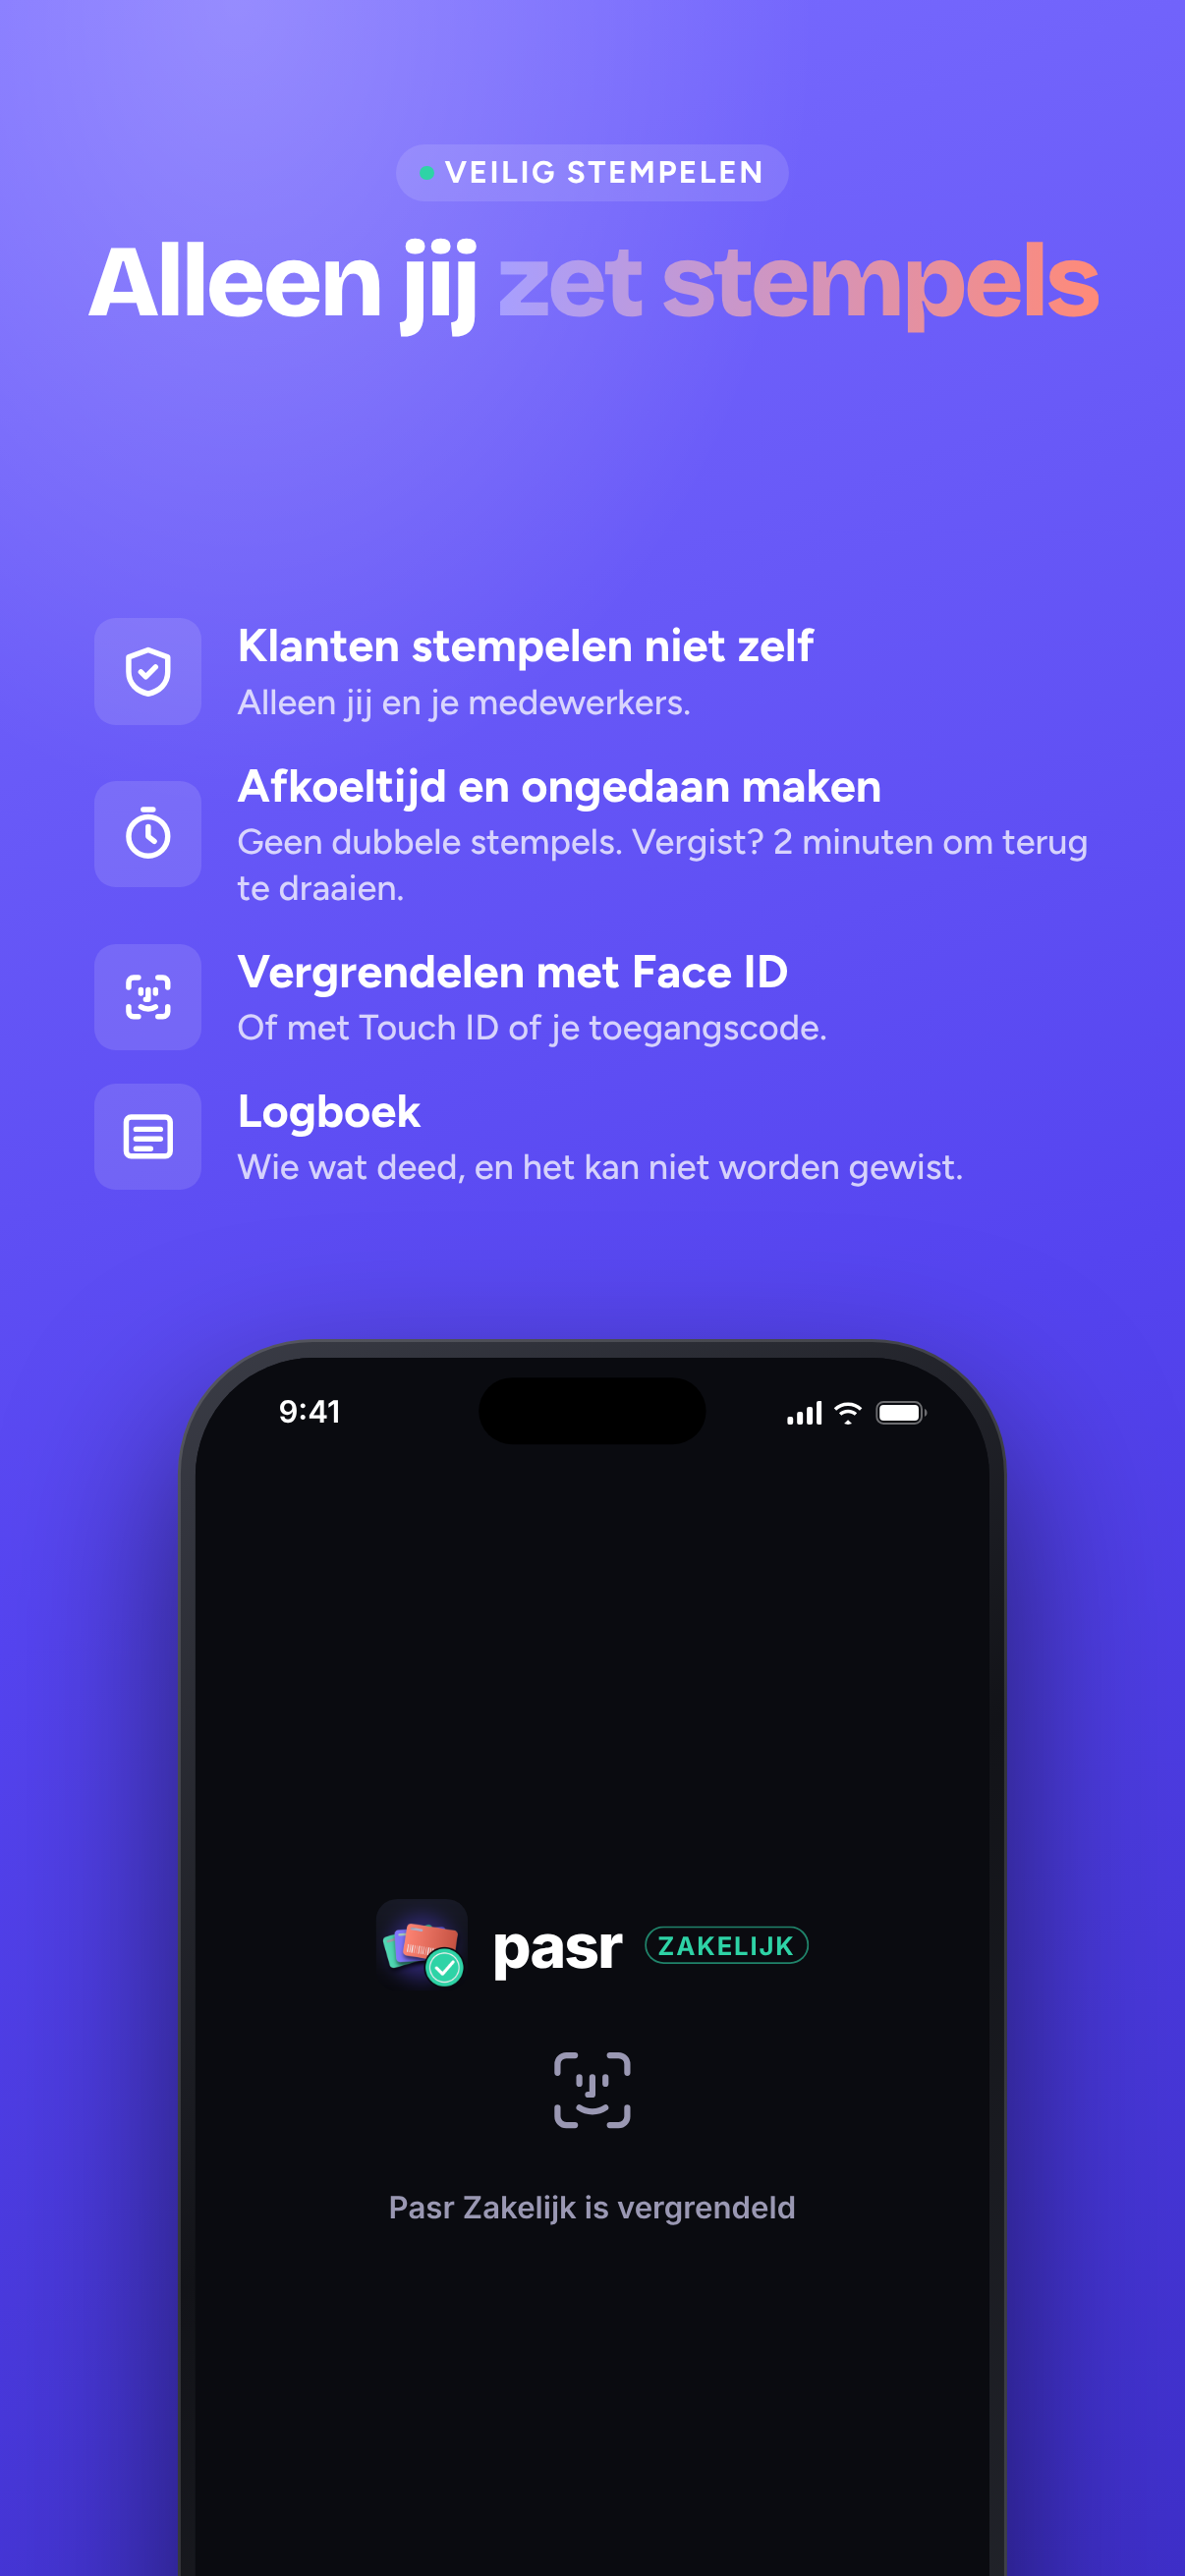 VEILIG STEMPELEN
Alleen jij zet stempels
Klanten stempelen niet zelf
Alleen jij en je medewerkers.
Afkoeltijd en ongedaan maken
Geen dubbele stempels. Vergist? 2 minuten om terug
te draaien.
Vergrendelen met Face ID
Of met Touch ID of je toegangscode.
Logboek
Wie wat deed, en het kan niet worden gewist.
9:41
pasr ZAKELIJK
Pasr Zakelijk is vergrendeld